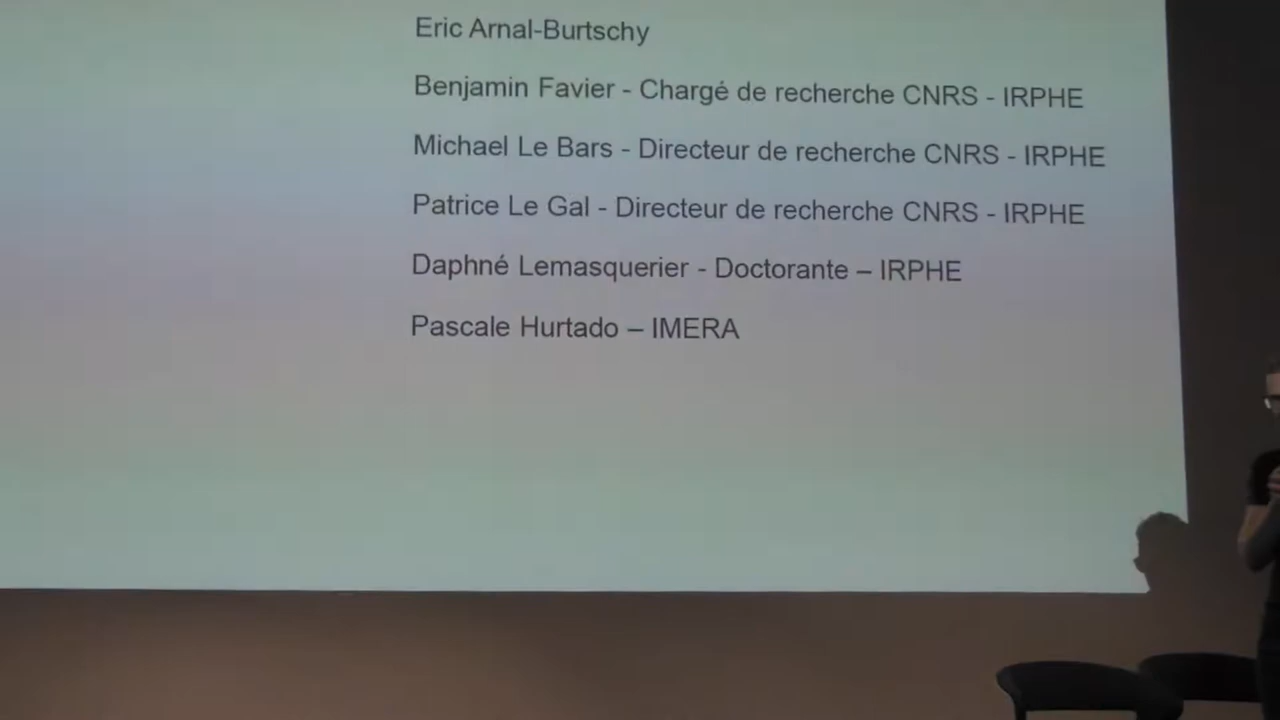 Eric Arnal-Burtschy
Benjamin Favier - Chargé de recherche CNRS - IRPHE
Michael Le Bars - Directeur de recherche CNRS - IRPHE
Patrice Le Gal - Directeur de recherche CNRS - IRPHE
Daphné Lemasquerier - Doctorante – IRPHE
Pascale Hurtado – IMERA